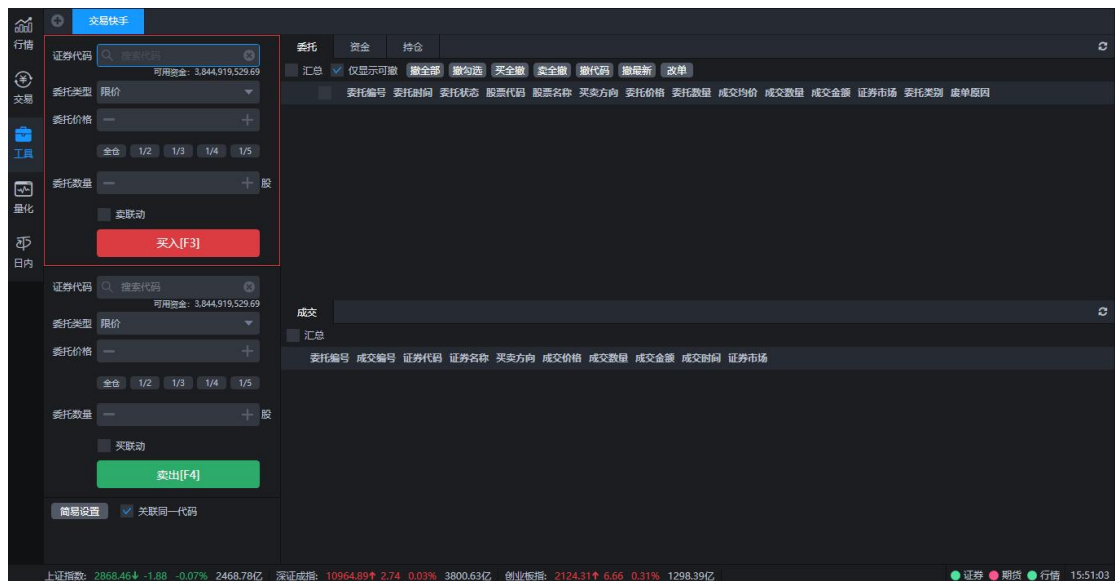 交易快手
行情
交易
工具
量化
日内
证券代码 搜索代码
可用资金: 3,844,919,529.69
委托类型 限价
委托价格
全仓 1/2 1/3 1/4 1/5
委托数量 股
卖联动
买入[F3]
证券代码 搜索代码
可用资金: 3,844,919,529.69
委托类型 限价
委托价格
全仓 1/2 1/3 1/4 1/5
委托数量 股
买联动
卖出[F4]
简易设置 关联同一代码
委托 资金 持仓
汇总 仅显示可撤 撤全部 撤勾选 买全撤 卖全撤 撤代码 撤最新 改单
委托编号 委托时间 委托状态 股票代码 股票名称 买卖方向 委托价格 委托数量 成交均价 成交数量 成交金额 证券市场 委托类别 废单原因
成交
汇总
委托编号 成交编号 证券代码 证券名称 买卖方向 成交价格 成交数量 成交金额 成交时间 证券市场
上证指数: 2868.46↓ -1.88 -0.07% 2468.78亿 深证成指: 10964.89↑ 2.74 0.03% 3800.63亿 创业板指: 2124.31↑ 6.66 0.31% 1298.39亿 证券 期货 行情 15:51:03